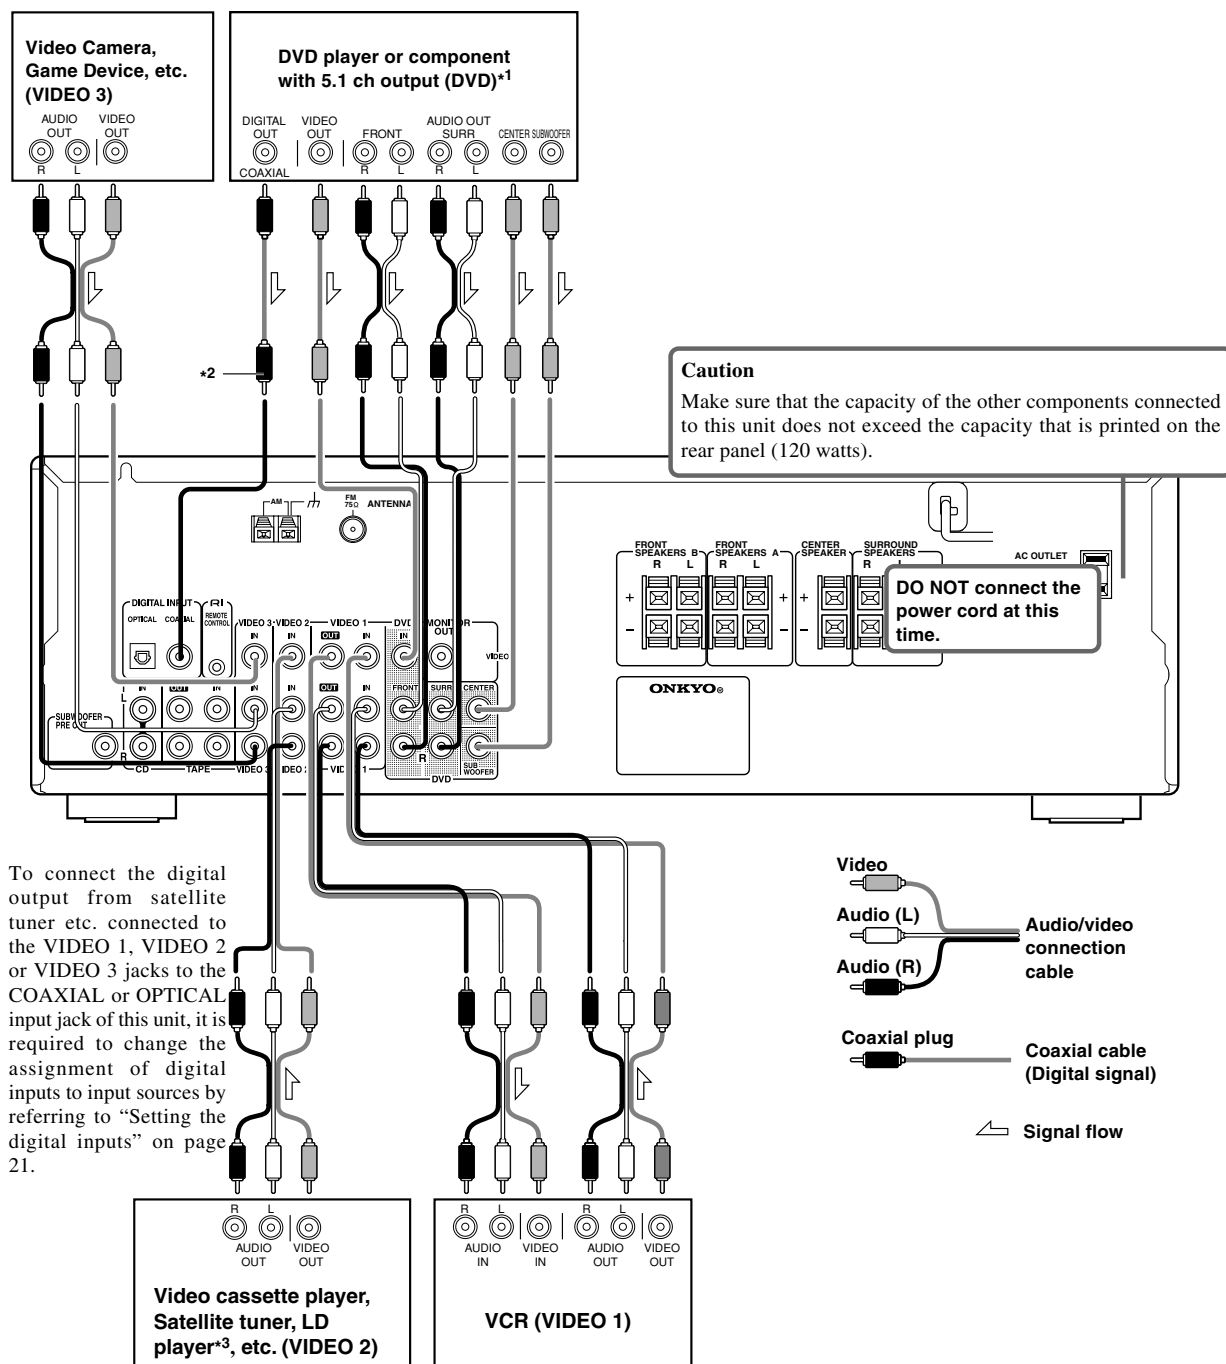 Video Camera,
Game Device, etc.
(VIDEO 3)
AUDIO OUT VIDEO OUT
R L
DVD player or component
with 5.1 ch output (DVD)*1
DIGITAL OUT VIDEO OUT FRONT AUDIO OUT SURR CENTER SUBWOOFER
COAXIAL R L R L
*2
Caution
Make sure that the capacity of the other components connected
to this unit does not exceed the capacity that is printed on the
rear panel (120 watts).
AM
FM
75Ω
ANTENNA
FRONT SPEAKERS B
R L
FRONT SPEAKERS A
R L
CENTER SPEAKER
SURROUND SPEAKERS
R L
+ + +
− − −
AC OUTLET
DO NOT connect the
power cord at this
time.
DIGITAL INPUT
OPTICAL COAXIAL
RI
REMOTE CONTROL
VIDEO 3 VIDEO 2 VIDEO 1 DVD MONITOR OUT
IN IN OUT IN IN
VIDEO
IN OUT IN IN IN OUT IN FRONT SURR CENTER
L
SUBWOOFER
PRE OUT
R R
SUB WOOFER
CD TAPE VIDEO 3 VIDEO 2 VIDEO 1 DVD
ONKYO®
To connect the digital
output from satellite
tuner etc. connected to
the VIDEO 1, VIDEO 2
or VIDEO 3 jacks to the
COAXIAL or OPTICAL
input jack of this unit, it is
required to change the
assignment of digital
inputs to input sources by
referring to “Setting the
digital inputs” on page
21.
Video
Audio (L)
Audio (R)
Audio/video
connection
cable
Coaxial plug
Coaxial cable
(Digital signal)
Signal flow
R L
AUDIO OUT VIDEO OUT
Video cassette player,
Satellite tuner, LD
player*3, etc. (VIDEO 2)
R L R L
AUDIO IN VIDEO IN AUDIO OUT VIDEO OUT
VCR (VIDEO 1)